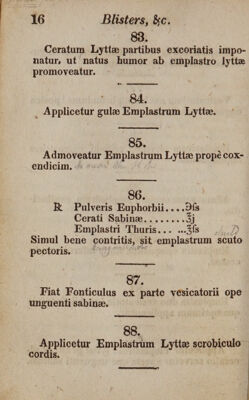 16 Blisters, &c.
83.
Ceratum Lyttæ partibus excoriatis impo-
natur, ut natus humor ab emplastro lyttæ
promoveatur.
84.
Applicetur gulæ Emplastrum Lyttæ.
85.
Admoveatur Emplastrum Lyttæ propè cox-
endicim.
86.
℞ Pulveris Euphorbii....℈ſs
Cerati Sabinæ........ʒj
Emplastri Thuris... ...ʒſs
Simul bene contritis, sit emplastrum scuto
pectoris.
87.
Fiat Fonticulus ex parte vesicatorii ope
unguenti sabinæ.
88.
Applicetur Emplastrum Lyttæ scrobiculo
cordis.